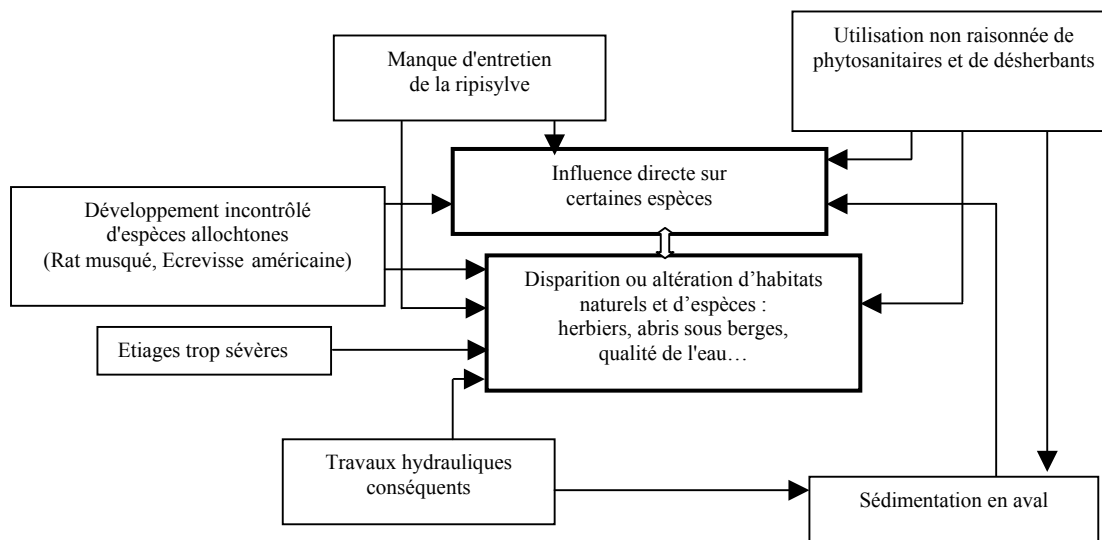 Manque d'entretien
de la ripisylve
Utilisation non raisonnée de
phytosanitaires et de désherbants
Influence directe sur
certaines espèces
Développement incontrôlé
d'espèces allochtones
(Rat musqué, Ecrevisse américaine)
Disparition ou altération d’habitats
naturels et d’espèces :
herbiers, abris sous berges,
qualité de l'eau…
Etiages trop sévères
Travaux hydrauliques
conséquents
Sédimentation en aval